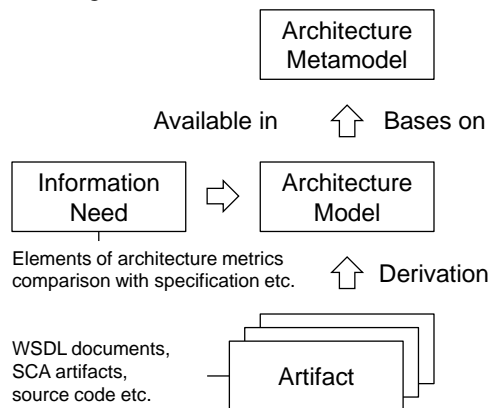 Architecture
Metamodel
Available in
Bases on
Information
Need
Architecture
Model
Elements of architecture metrics
comparison with specification etc.
Derivation
WSDL documents,
SCA artifacts,
source code etc.
Artifact